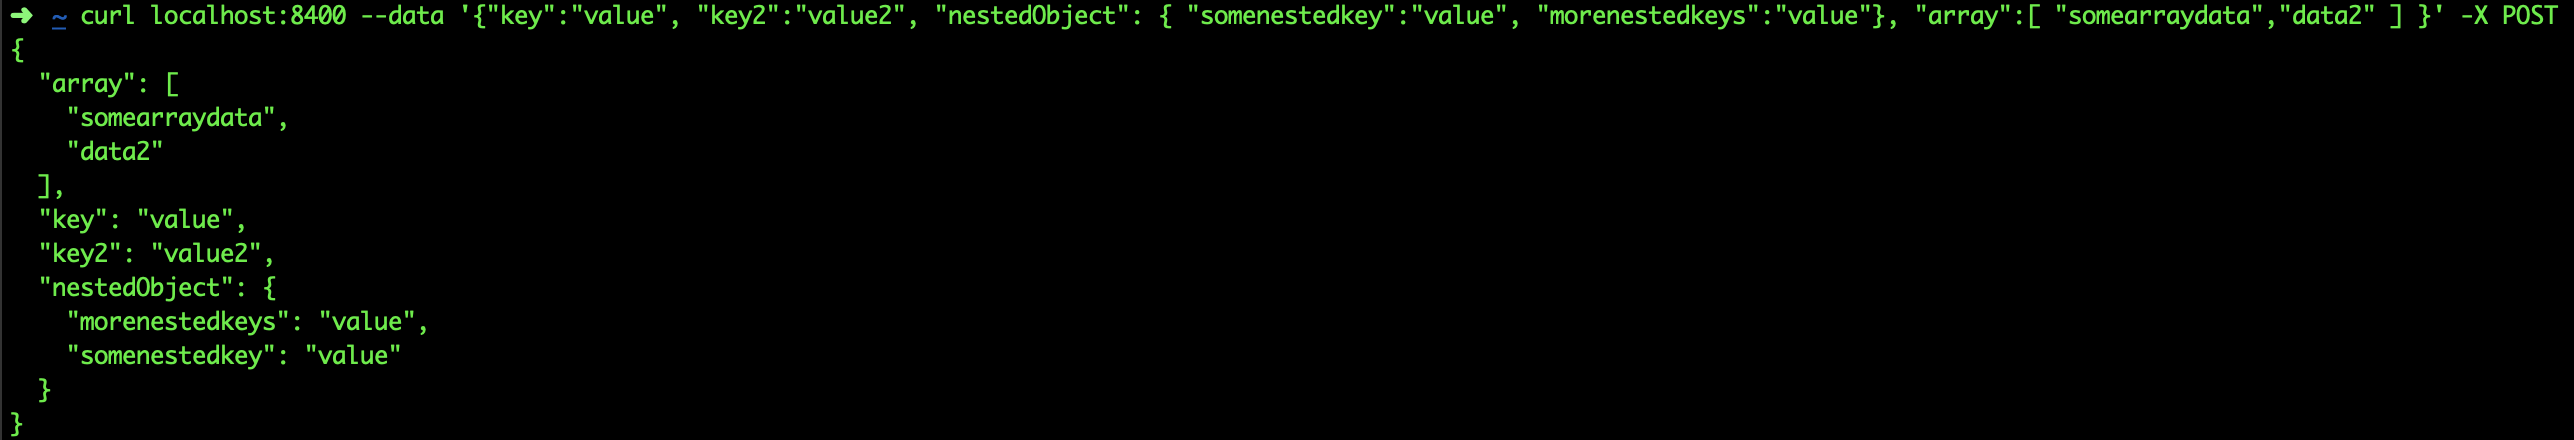 ➜  ~ curl localhost:8400 --data '{"key":"value", "key2":"value2", "nestedObject": { "somenestedkey":"value", "morenestedkeys":"value"}, "array":[ "somearraydata","data2" ] }' -X POST
{
  "array": [
    "somearraydata",
    "data2"
  ],
  "key": "value",
  "key2": "value2",
  "nestedObject": {
    "morenestedkeys": "value",
    "somenestedkey": "value"
  }
}